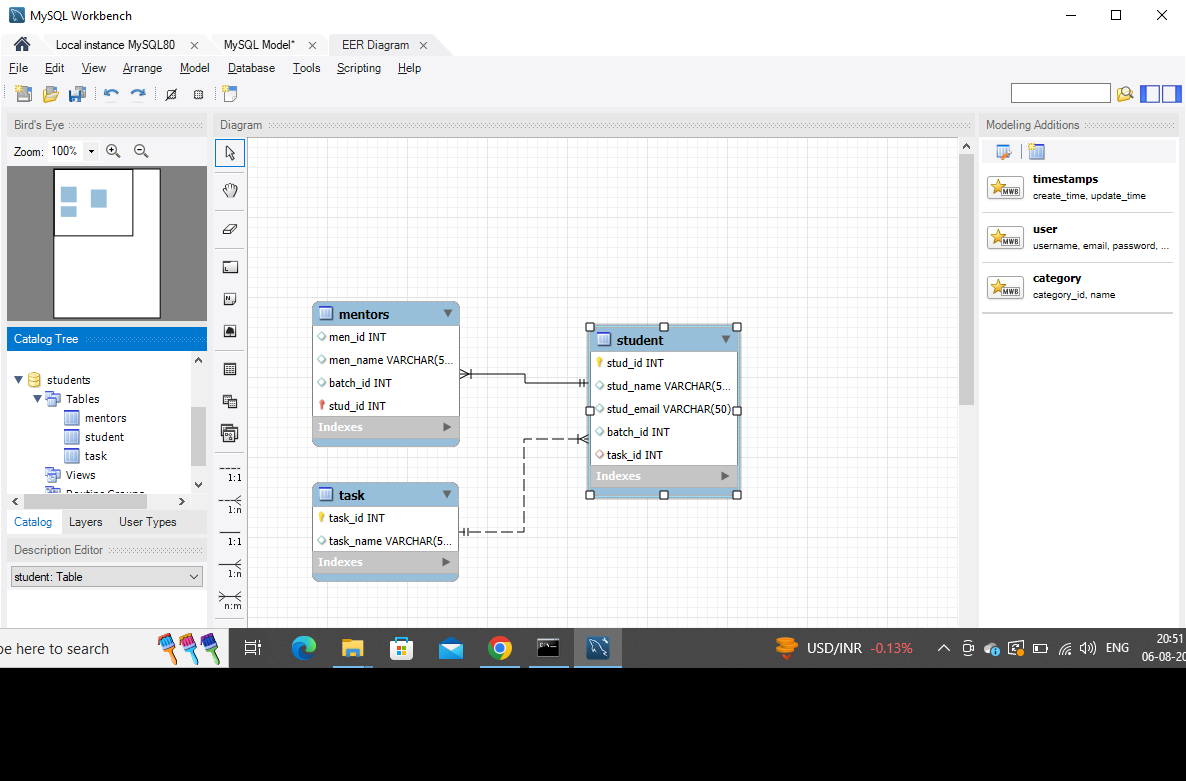 MySQL Workbench
Local instance MySQL80
MySQL Model*
EER Diagram
File Edit View Arrange Model Database Tools Scripting Help
Bird's Eye
Zoom: 100%
Catalog Tree
students
Tables
mentors
student
task
Views
Catalog Layers User Types
Description Editor
student: Table
Diagram
1:1
1:n
1:1
1:n
n:m
mentors
men_id INT
men_name VARCHAR(5...
batch_id INT
stud_id INT
Indexes
task
task_id INT
task_name VARCHAR(5...
Indexes
student
stud_id INT
stud_name VARCHAR(5...
stud_email VARCHAR(50)
batch_id INT
task_id INT
Indexes
Modeling Additions
MWB
timestamps
create_time, update_time
MWB
user
username, email, password, ...
MWB
category
category_id, name
be here to search
USD/INR -0.13%
ENG
20:51
06-08-20